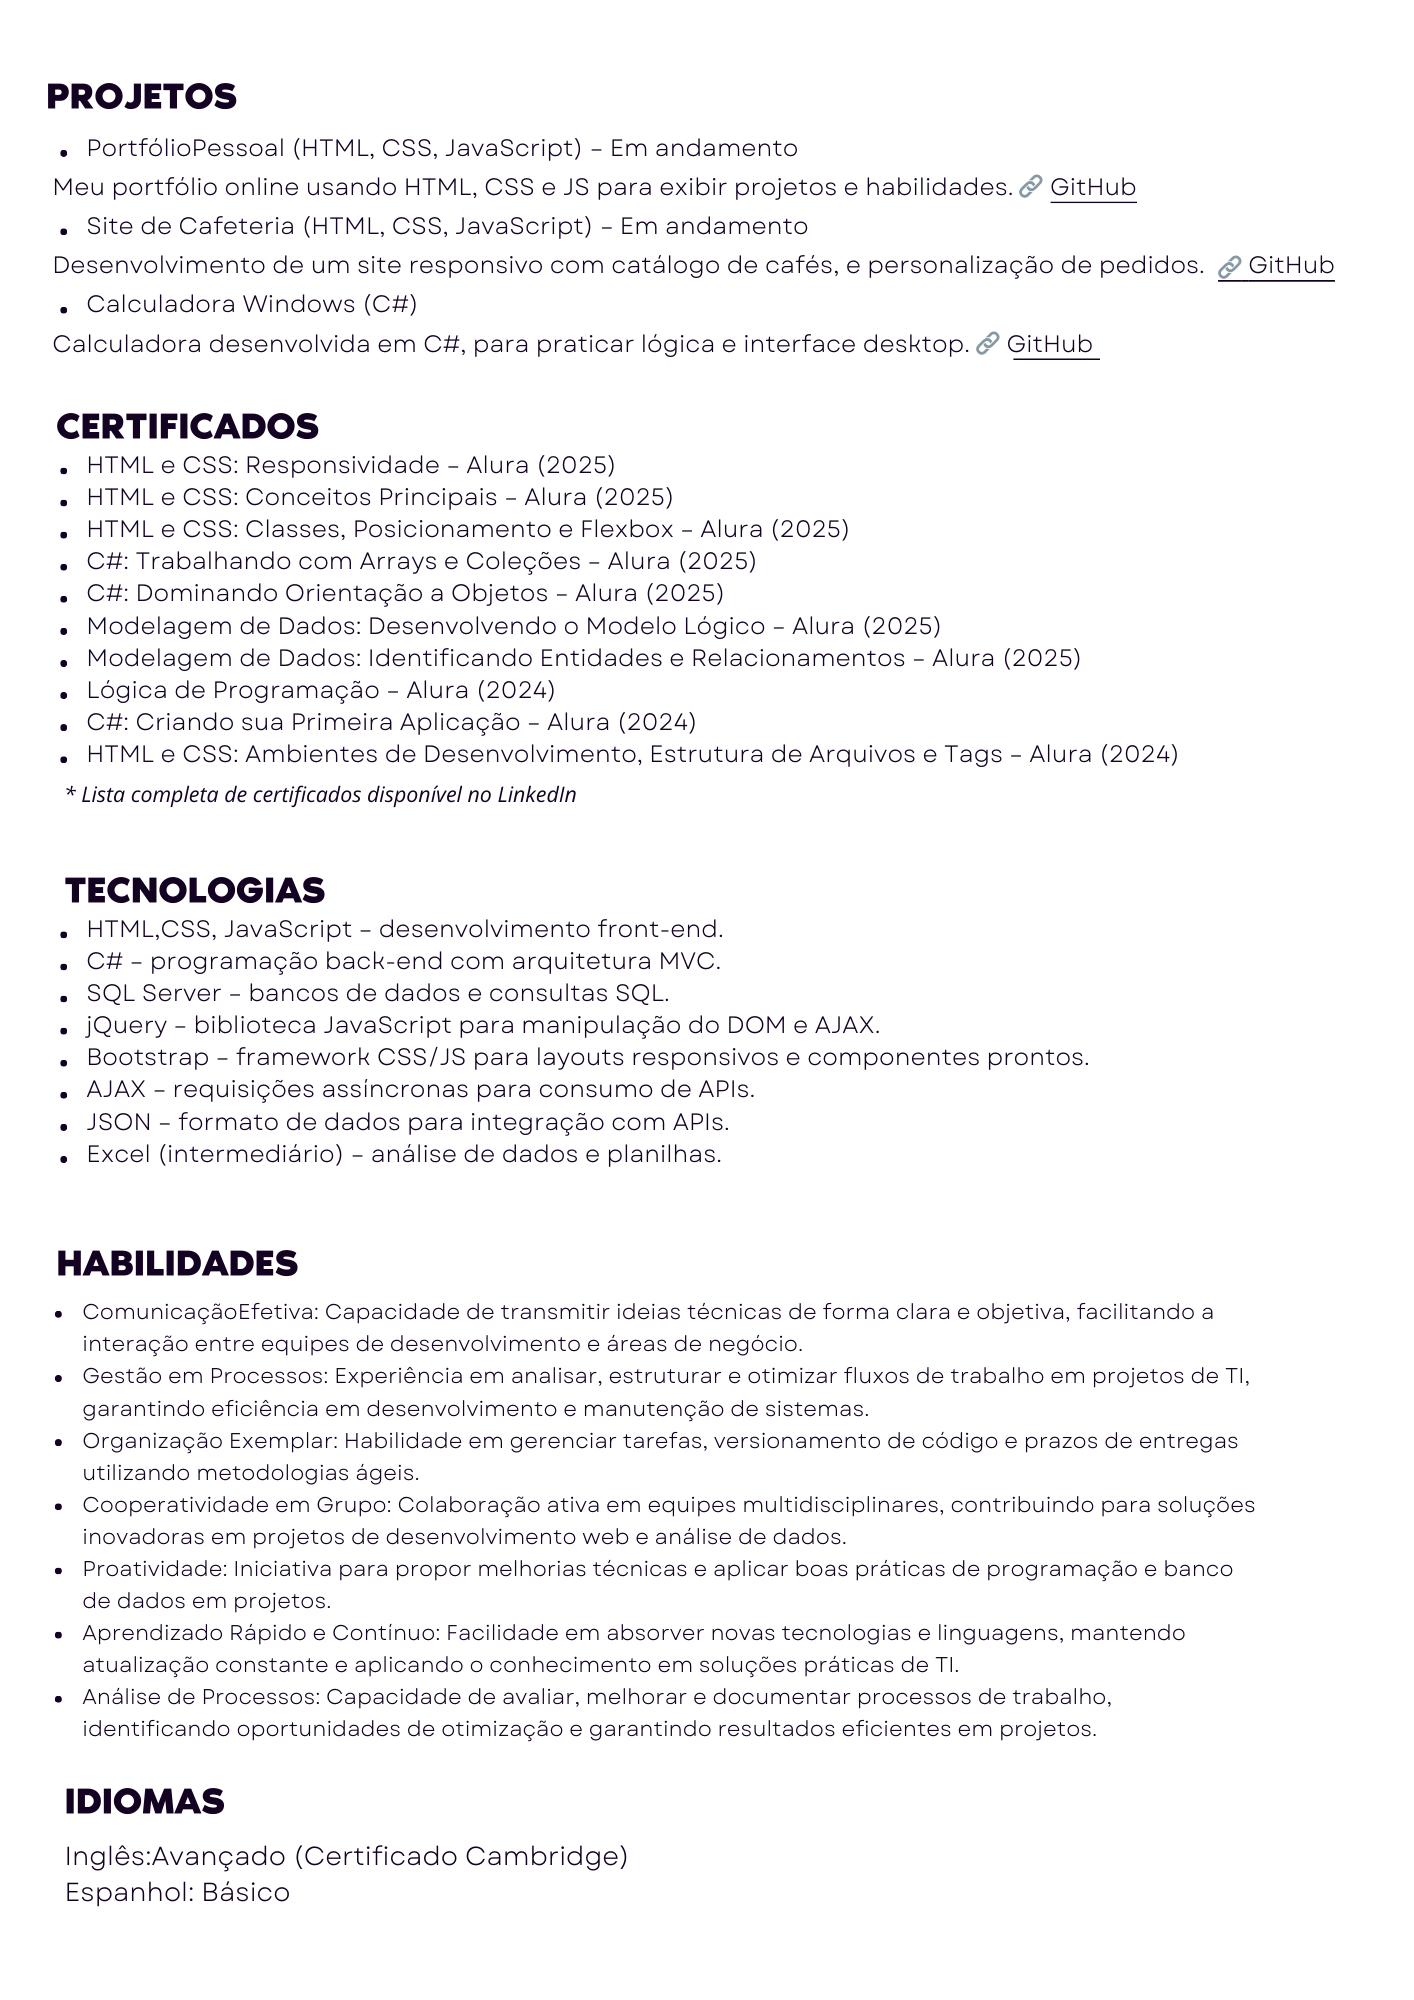 PROJETOS
• PortfólioPessoal (HTML, CSS, JavaScript) – Em andamento
Meu portfólio online usando HTML, CSS e JS para exibir projetos e habilidades. 🔗 GitHub
• Site de Cafeteria (HTML, CSS, JavaScript) – Em andamento
Desenvolvimento de um site responsivo com catálogo de cafés, e personalização de pedidos. 🔗 GitHub
• Calculadora Windows (C#)
Calculadora desenvolvida em C#, para praticar lógica e interface desktop. 🔗 GitHub
CERTIFICADOS
• HTML e CSS: Responsividade – Alura (2025)
• HTML e CSS: Conceitos Principais – Alura (2025)
• HTML e CSS: Classes, Posicionamento e Flexbox – Alura (2025)
• C#: Trabalhando com Arrays e Coleções – Alura (2025)
• C#: Dominando Orientação a Objetos – Alura (2025)
• Modelagem de Dados: Desenvolvendo o Modelo Lógico – Alura (2025)
• Modelagem de Dados: Identificando Entidades e Relacionamentos – Alura (2025)
• Lógica de Programação – Alura (2024)
• C#: Criando sua Primeira Aplicação – Alura (2024)
• HTML e CSS: Ambientes de Desenvolvimento, Estrutura de Arquivos e Tags – Alura (2024)
* Lista completa de certificados disponível no LinkedIn
TECNOLOGIAS
• HTML,CSS, JavaScript – desenvolvimento front-end.
• C# – programação back-end com arquitetura MVC.
• SQL Server – bancos de dados e consultas SQL.
• jQuery – biblioteca JavaScript para manipulação do DOM e AJAX.
• Bootstrap – framework CSS/JS para layouts responsivos e componentes prontos.
• AJAX – requisições assíncronas para consumo de APIs.
• JSON – formato de dados para integração com APIs.
• Excel (intermediário) – análise de dados e planilhas.
HABILIDADES
• ComunicaçãoEfetiva: Capacidade de transmitir ideias técnicas de forma clara e objetiva, facilitando a
interação entre equipes de desenvolvimento e áreas de negócio.
• Gestão em Processos: Experiência em analisar, estruturar e otimizar fluxos de trabalho em projetos de TI,
garantindo eficiência em desenvolvimento e manutenção de sistemas.
• Organização Exemplar: Habilidade em gerenciar tarefas, versionamento de código e prazos de entregas
utilizando metodologias ágeis.
• Cooperatividade em Grupo: Colaboração ativa em equipes multidisciplinares, contribuindo para soluções
inovadoras em projetos de desenvolvimento web e análise de dados.
• Proatividade: Iniciativa para propor melhorias técnicas e aplicar boas práticas de programação e banco
de dados em projetos.
• Aprendizado Rápido e Contínuo: Facilidade em absorver novas tecnologias e linguagens, mantendo
atualização constante e aplicando o conhecimento em soluções práticas de TI.
• Análise de Processos: Capacidade de avaliar, melhorar e documentar processos de trabalho,
identificando oportunidades de otimização e garantindo resultados eficientes em projetos.
IDIOMAS
Inglês:Avançado (Certificado Cambridge)
Espanhol: Básico